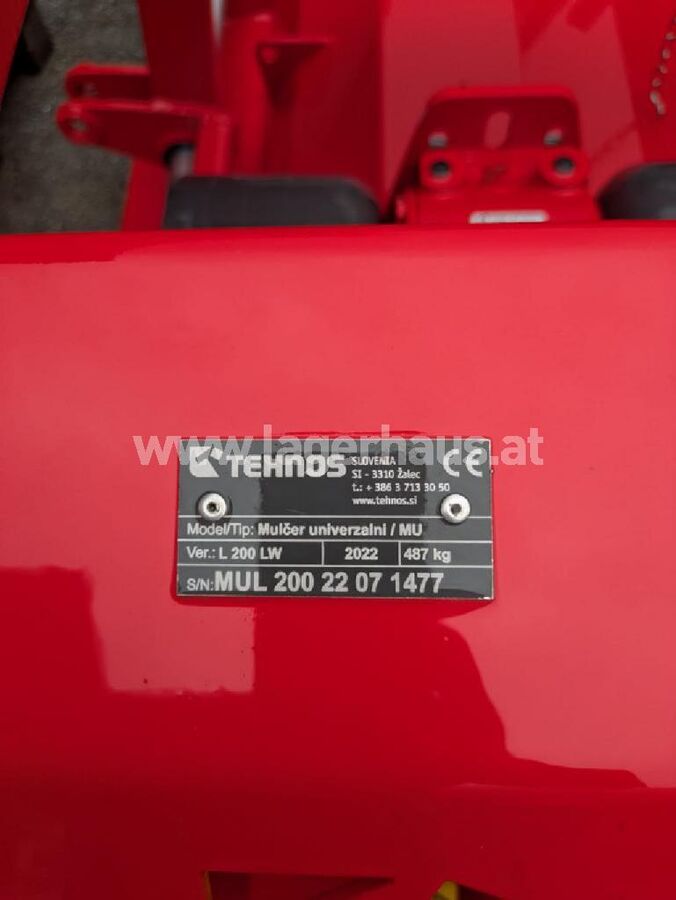 www.lagerhaus.at
TEHNOS
SLOVENIA
SI - 3310 Žalec
t.: + 386 3 713 30 50
www.tehnos.si
CE
Model/Tip: Mulčer univerzalni / MU
Ver.: L 200 LW 2022 487 kg
S/N: MUL 200 22 07 1477